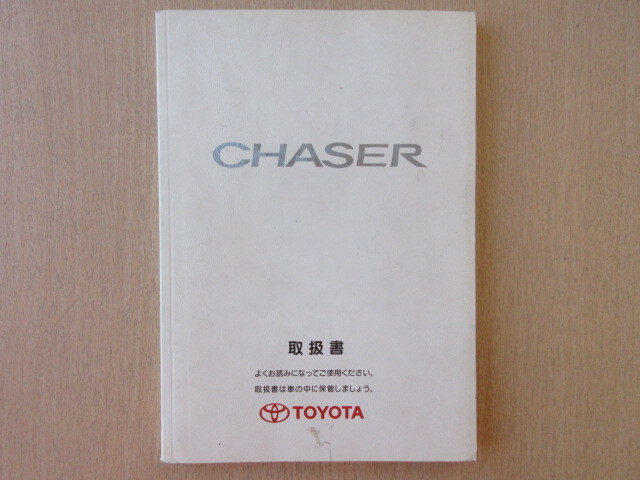 CHASER
取扱書
よくお読みになってご使用ください。
取扱書は車の中に保管しましょう。
TOYOTA